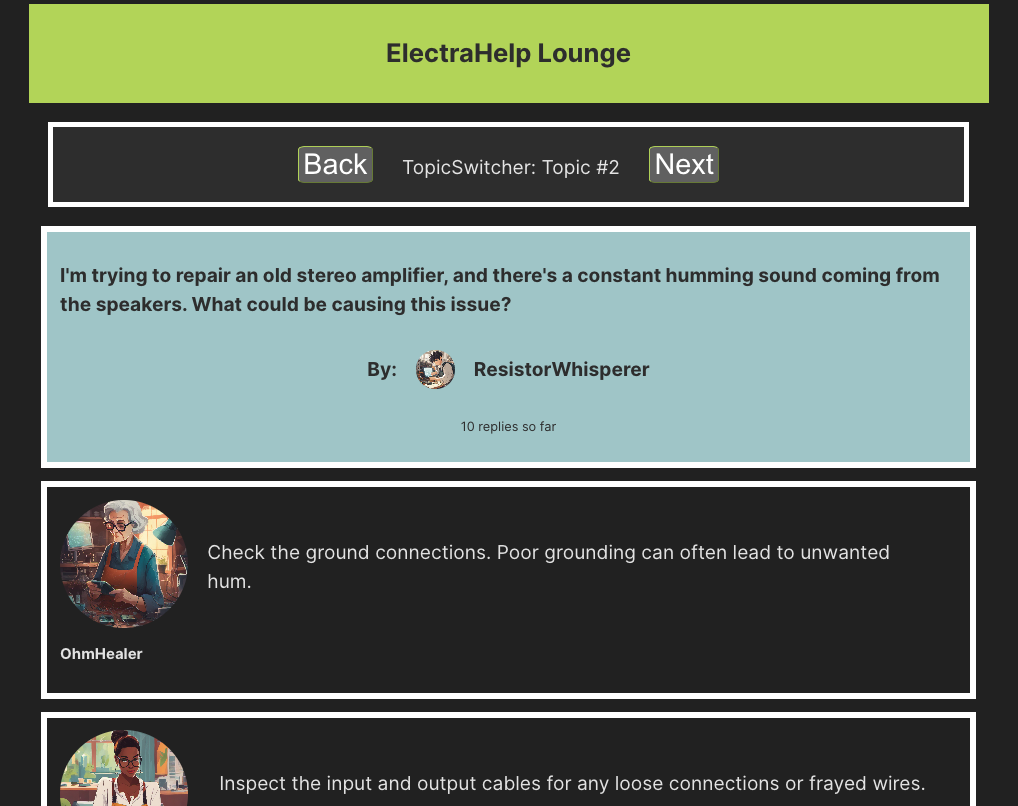 ElectraHelp Lounge
Back TopicSwitcher: Topic #2 Next
I'm trying to repair an old stereo amplifier, and there's a constant humming sound coming from
the speakers. What could be causing this issue?
By: ResistorWhisperer
10 replies so far
Check the ground connections. Poor grounding can often lead to unwanted
hum.
OhmHealer
Inspect the input and output cables for any loose connections or frayed wires.